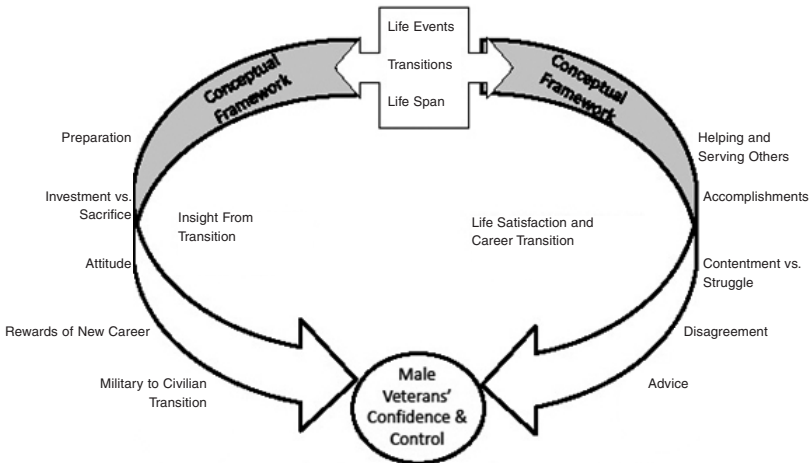 Life Events
Transitions
Life Span
Conceptual
Framework
Conceptual
Framework
Preparation
Investment vs.
Sacrifice
Attitude
Rewards of New Career
Military to Civilian
Transition
Insight From
Transition
Life Satisfaction and
Career Transition
Helping and
Serving Others
Accomplishments
Contentment vs.
Struggle
Disagreement
Advice
Male
Veterans’
Confidence &
Control